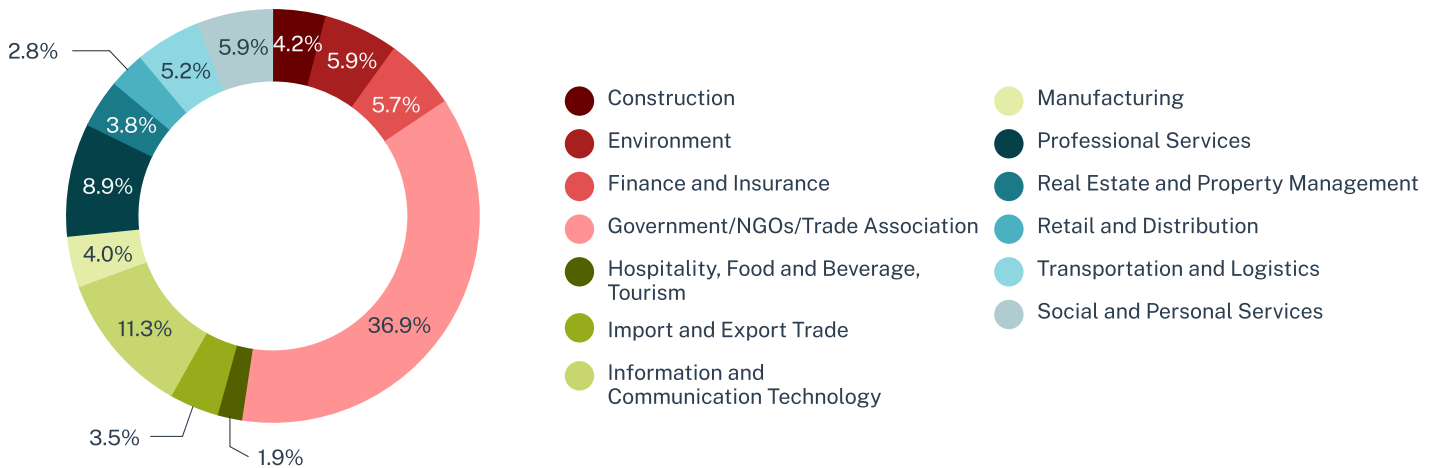 4.2%
5.9%
5.7%
36.9%
1.9%
3.5%
11.3%
4.0%
8.9%
3.8%
2.8%
5.2%
5.9%
Construction
Environment
Finance and Insurance
Government/NGOs/Trade Association
Hospitality, Food and Beverage,
Tourism
Import and Export Trade
Information and
Communication Technology
Manufacturing
Professional Services
Real Estate and Property Management
Retail and Distribution
Transportation and Logistics
Social and Personal Services